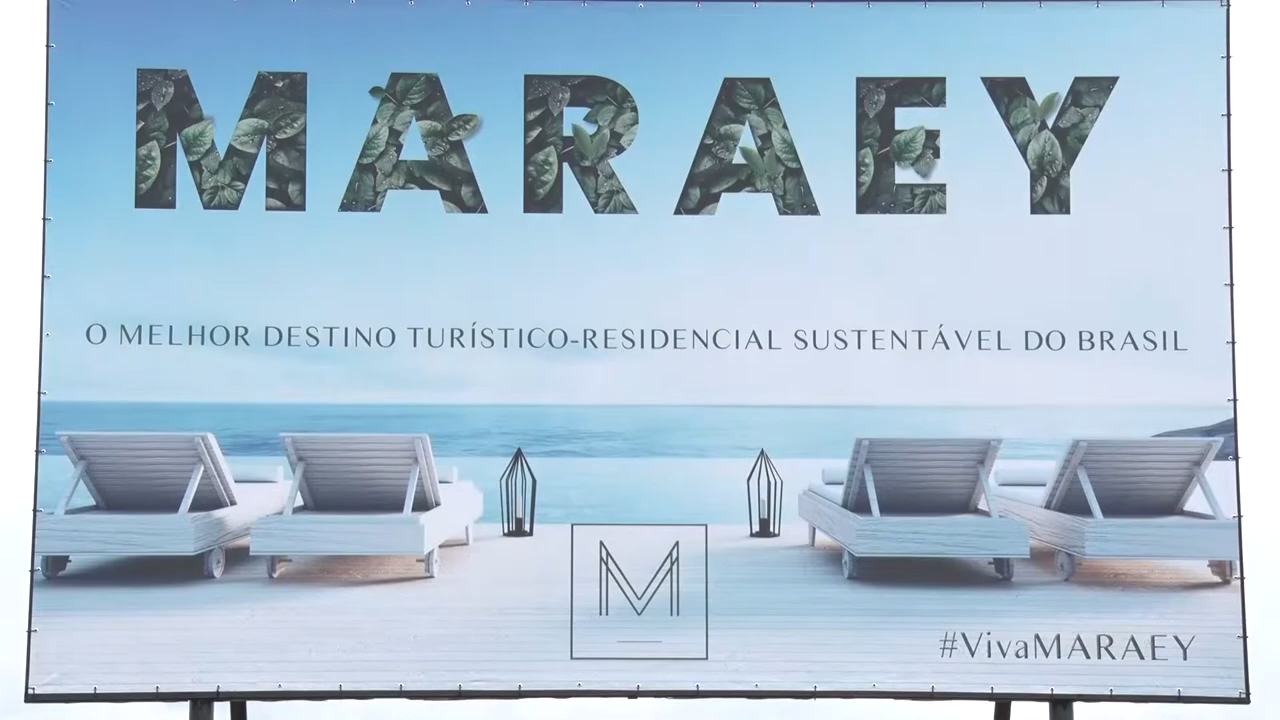 MARAEY
O MELHOR DESTINO TURÍSTICO-RESIDENCIAL SUSTENTÁVEL DO BRASIL
M
#VivaMARAEY